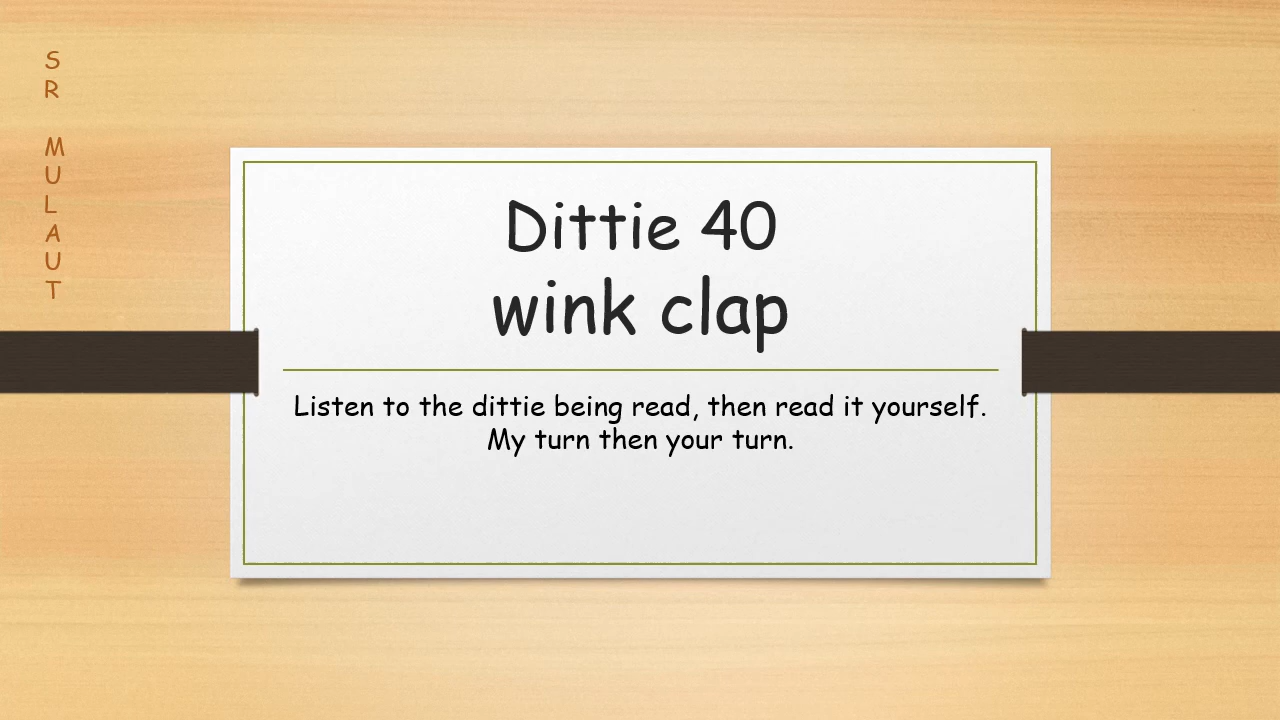 S
R
M
U
L
A
U
T
Dittie 40
wink clap
Listen to the dittie being read, then read it yourself.
My turn then your turn.